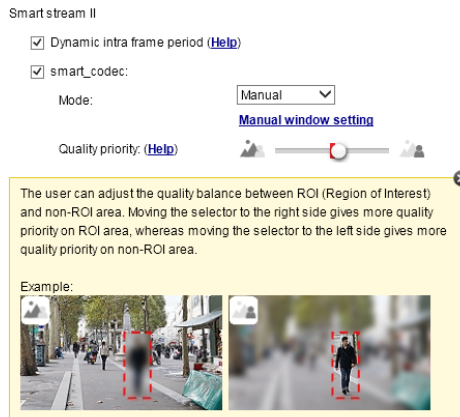 Smart stream II
Dynamic intra frame period (Help)
smart_codec:
Mode: Manual
Manual window setting
Quality priority: (Help)
The user can adjust the quality balance between ROI (Region of Interest)
and non-ROI area. Moving the selector to the right side gives more quality
priority on ROI area, whereas moving the selector to the left side gives more
quality priority on non-ROI area.
Example: